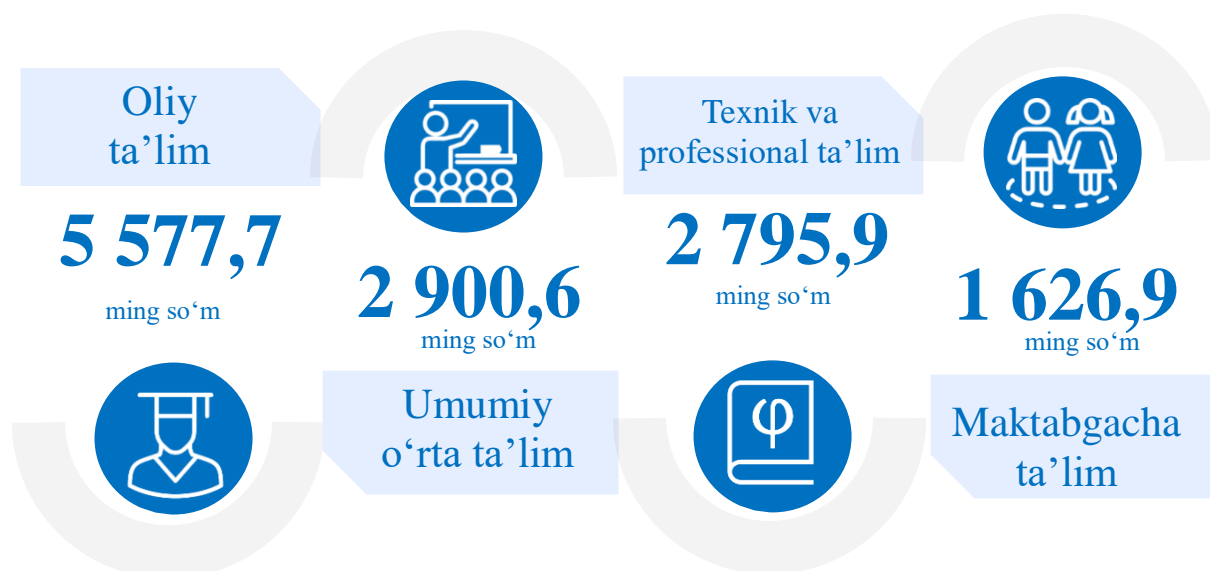 Oliy
ta’lim
5 577,7
ming so‘m
2 900,6
ming so‘m
Umumiy
o‘rta ta’lim
Texnik va
professional ta’lim
2 795,9
ming so‘m
φ
1 626,9
ming so‘m
Maktabgacha
ta’lim